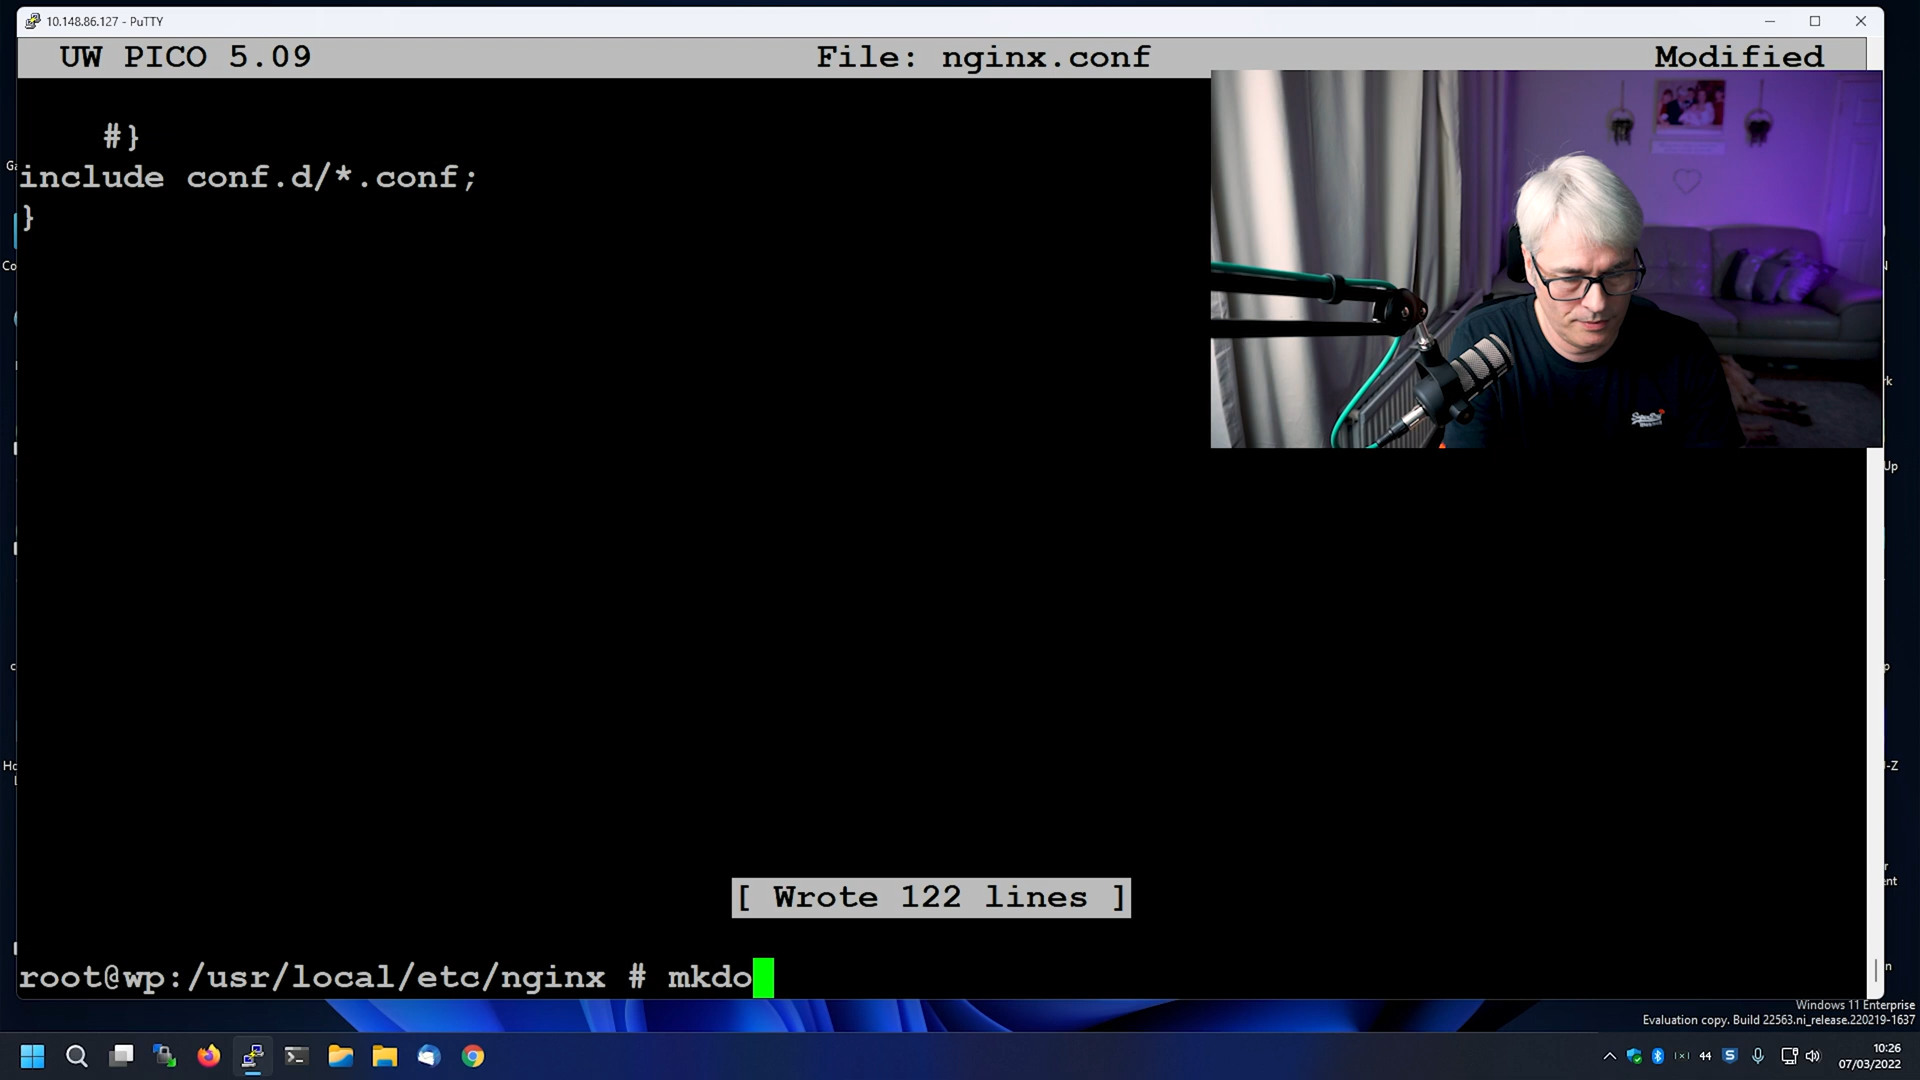 10.148.86.127 - PuTTY
UW PICO 5.09 File: nginx.conf Modified
#}
include conf.d/*.conf;
}
[ Wrote 122 lines ]
root@wp:/usr/local/etc/nginx # mkdo
Windows 11 Enterprise
Evaluation copy. Build 22563.ni_release.220219-1637
44
10:26
07/03/2022